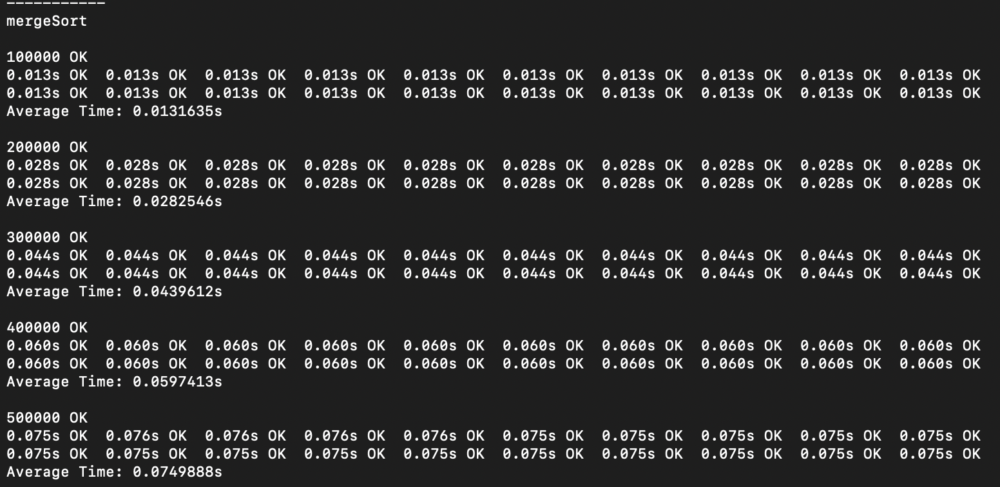 -----------
mergeSort
100000 OK
0.013s OK  0.013s OK  0.013s OK  0.013s OK  0.013s OK  0.013s OK  0.013s OK  0.013s OK  0.013s OK  0.013s OK
0.013s OK  0.013s OK  0.013s OK  0.013s OK  0.013s OK  0.013s OK  0.013s OK  0.013s OK  0.013s OK  0.013s OK
Average Time: 0.0131635s
200000 OK
0.028s OK  0.028s OK  0.028s OK  0.028s OK  0.028s OK  0.028s OK  0.028s OK  0.028s OK  0.028s OK  0.028s OK
0.028s OK  0.028s OK  0.028s OK  0.028s OK  0.028s OK  0.028s OK  0.028s OK  0.028s OK  0.028s OK  0.028s OK
Average Time: 0.0282546s
300000 OK
0.044s OK  0.044s OK  0.044s OK  0.044s OK  0.044s OK  0.044s OK  0.044s OK  0.044s OK  0.044s OK  0.044s OK
0.044s OK  0.044s OK  0.044s OK  0.044s OK  0.044s OK  0.044s OK  0.044s OK  0.044s OK  0.044s OK  0.044s OK
Average Time: 0.0439612s
400000 OK
0.060s OK  0.060s OK  0.060s OK  0.060s OK  0.060s OK  0.060s OK  0.060s OK  0.060s OK  0.060s OK  0.060s OK
0.060s OK  0.060s OK  0.060s OK  0.060s OK  0.060s OK  0.060s OK  0.060s OK  0.060s OK  0.060s OK  0.060s OK
Average Time: 0.0597413s
500000 OK
0.075s OK  0.076s OK  0.076s OK  0.076s OK  0.076s OK  0.075s OK  0.075s OK  0.075s OK  0.075s OK  0.075s OK
0.075s OK  0.075s OK  0.075s OK  0.075s OK  0.075s OK  0.075s OK  0.075s OK  0.075s OK  0.075s OK  0.075s OK
Average Time: 0.0749888s